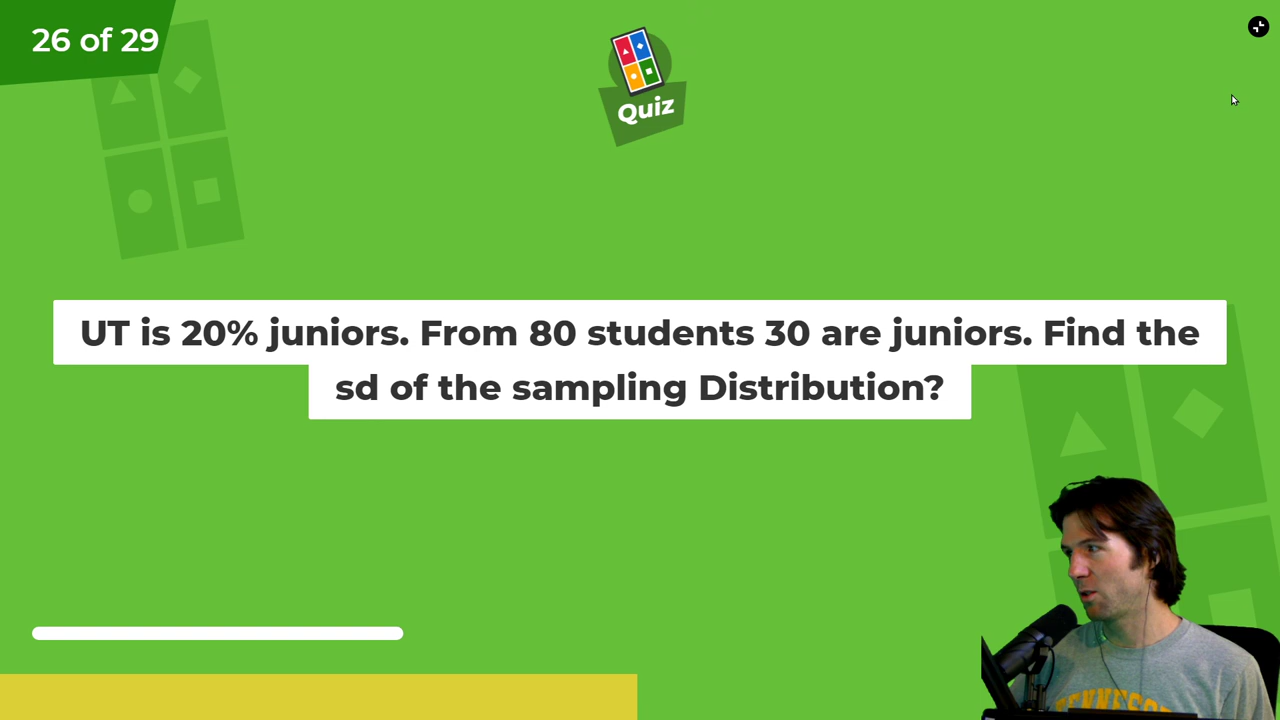 26 of 29
Quiz
UT is 20% juniors. From 80 students 30 are juniors. Find the
sd of the sampling Distribution?